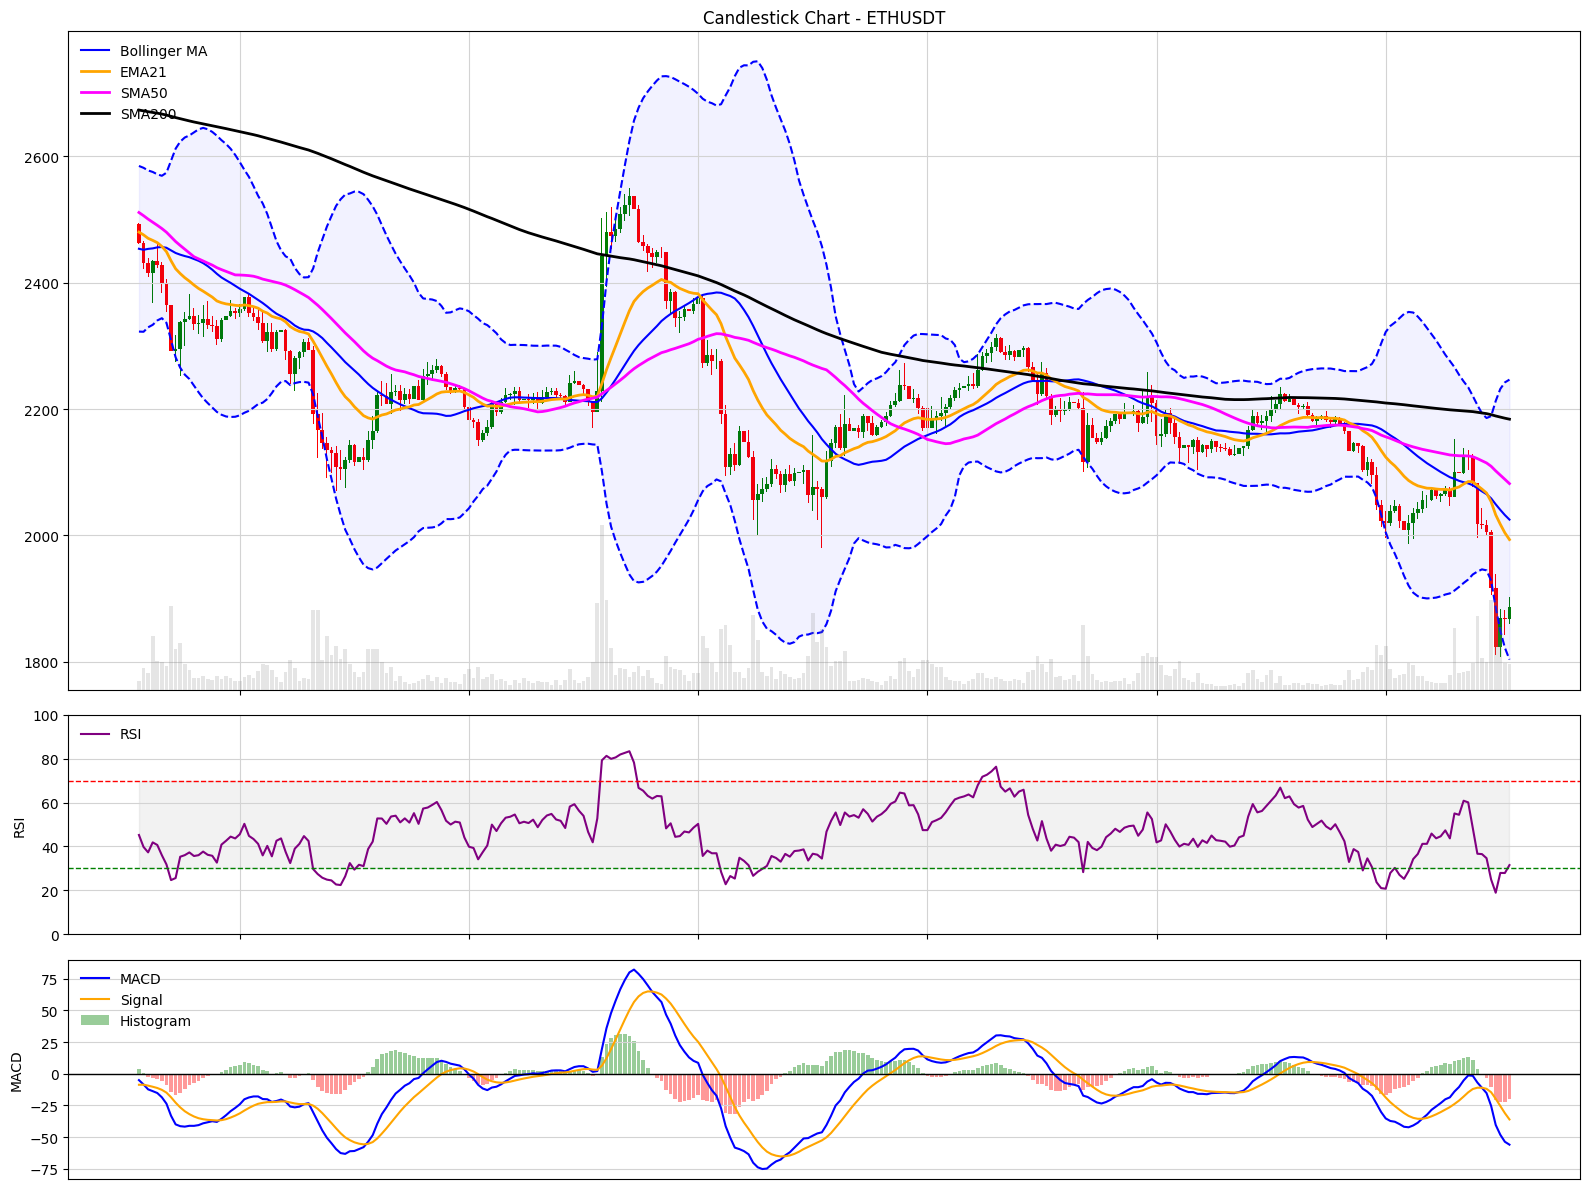 Candlestick Chart - ETHUSDT
Bollinger MA
EMA21
SMA50
SMA200
2600
2400
2200
2000
1800
RSI
100
80
60
40
20
0
RSI
MACD
Signal
Histogram
75
50
25
0
−25
−50
−75
MACD